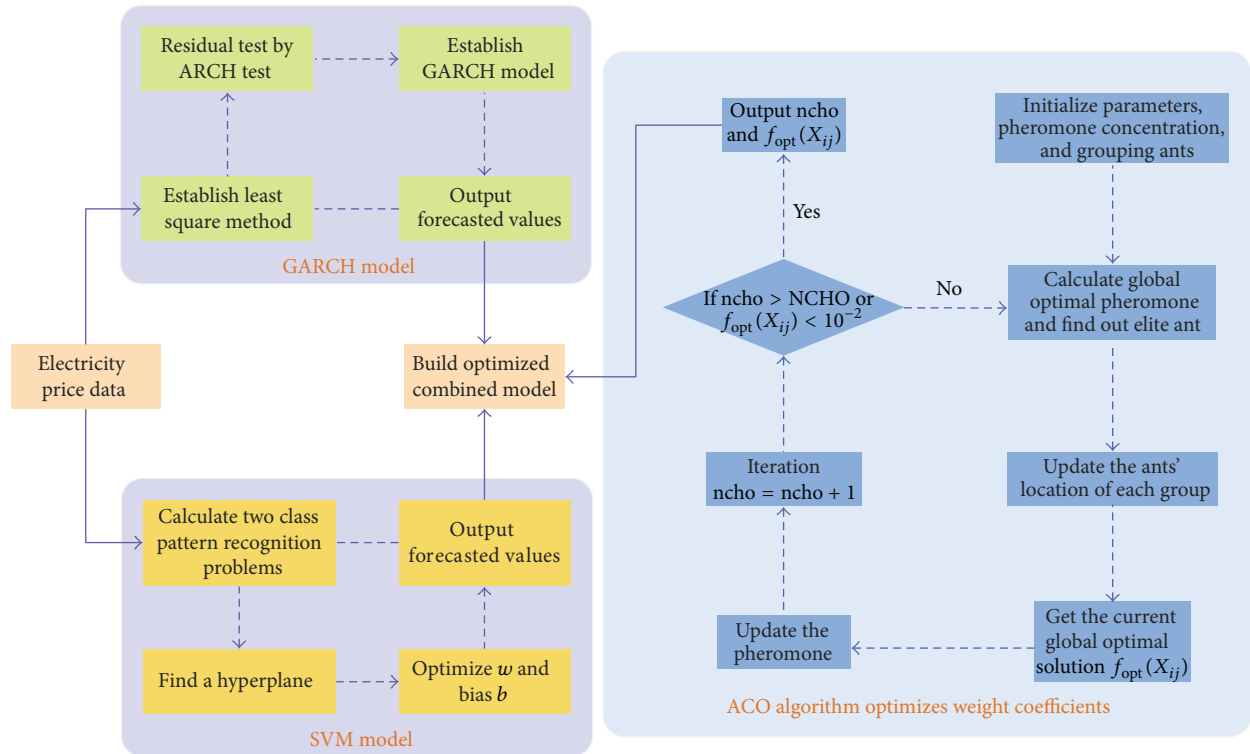 Residual test by
ARCH test
Establish
GARCH model
Establish least
square method
Output
forecasted values
GARCH model
Electricity
price data
Build optimized
combined model
Calculate two class
pattern recognition
problems
Output
forecasted values
Find a hyperplane
Optimize w and
bias b
SVM model
Output ncho
and f_opt(X_ij)
Initialize parameters,
pheromone concentration,
and grouping ants
Yes
If ncho > NCHO or
f_opt(X_ij) < 10^-2
No
Calculate global
optimal pheromone
and find out elite ant
Iteration
ncho = ncho + 1
Update the ants'
location of each group
Update the
pheromone
Get the current
global optimal
solution f_opt(X_ij)
ACO algorithm optimizes weight coefficients